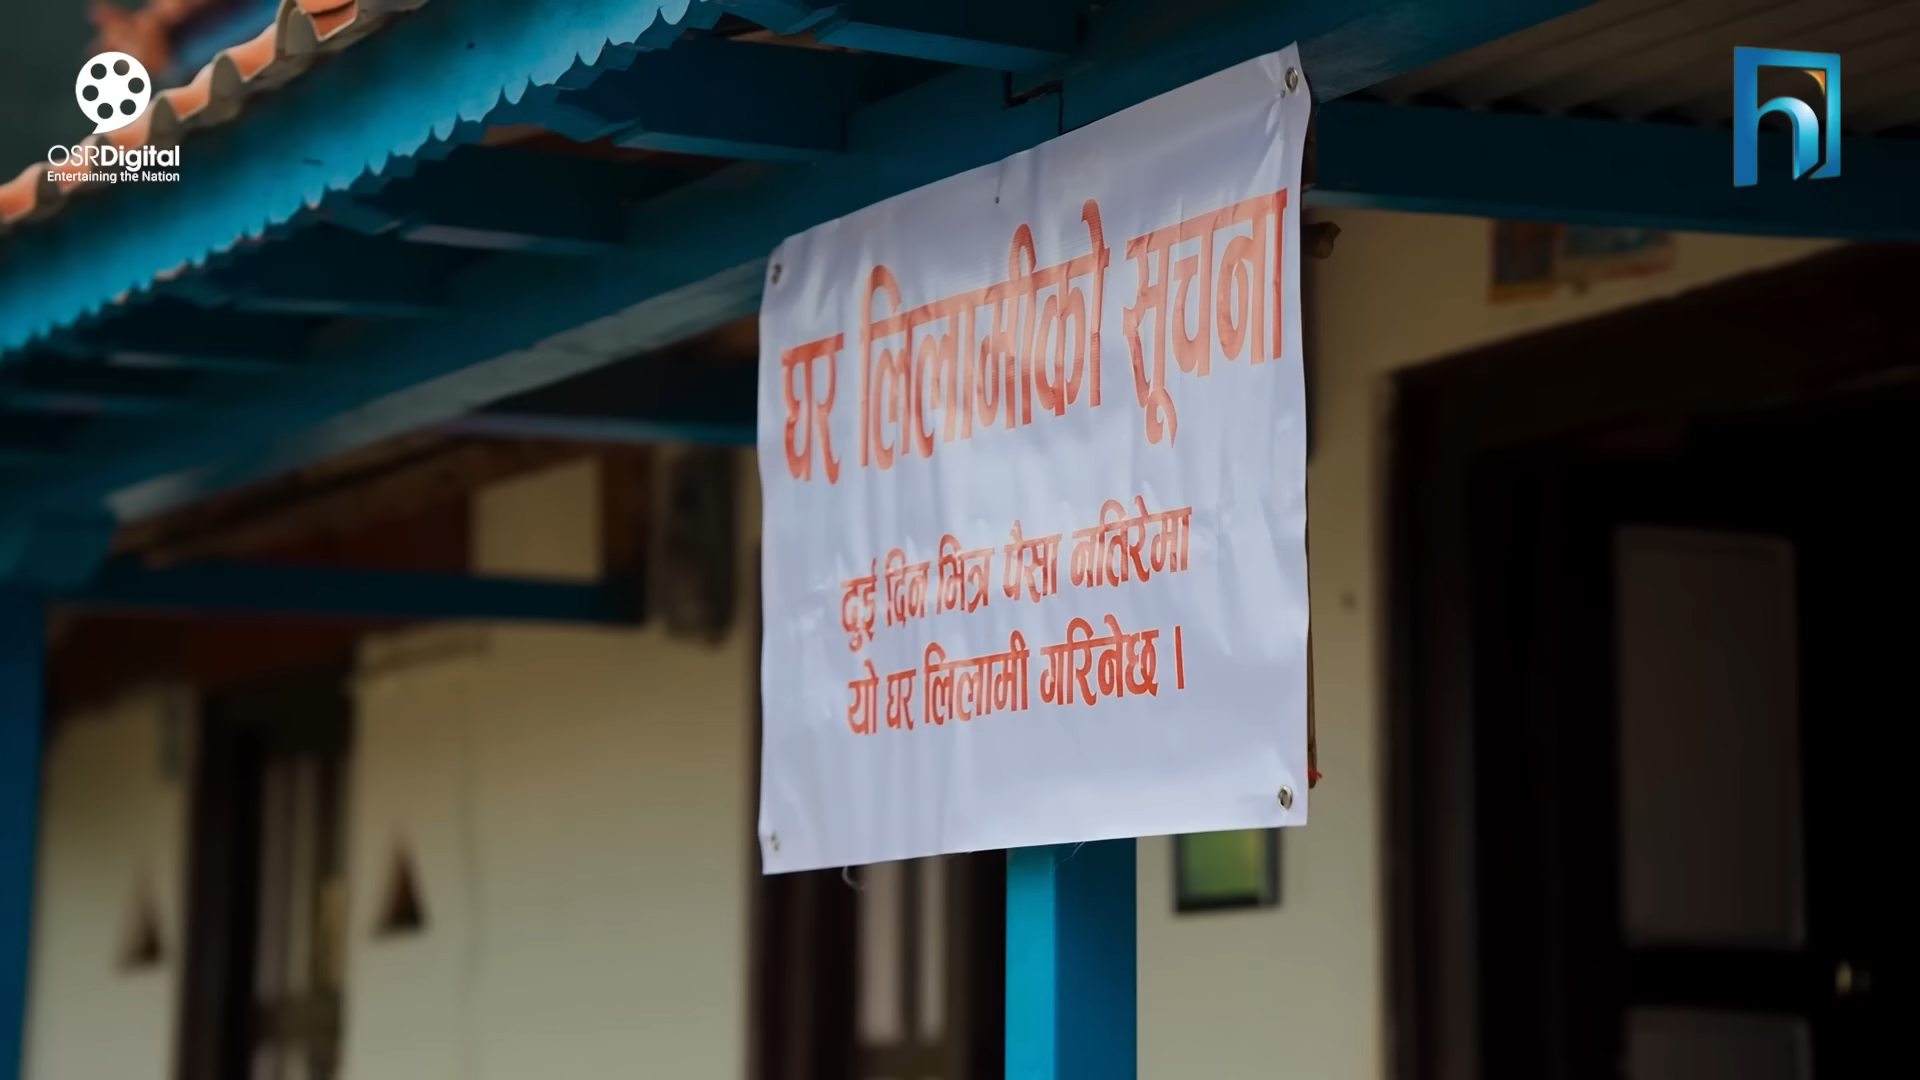 OSRDigital
Entertaining the Nation
घर लिलामीको सूचना
दुई दिन भित्र पैसा नतिरेमा
यो घर लिलामी गरिनेछ ।